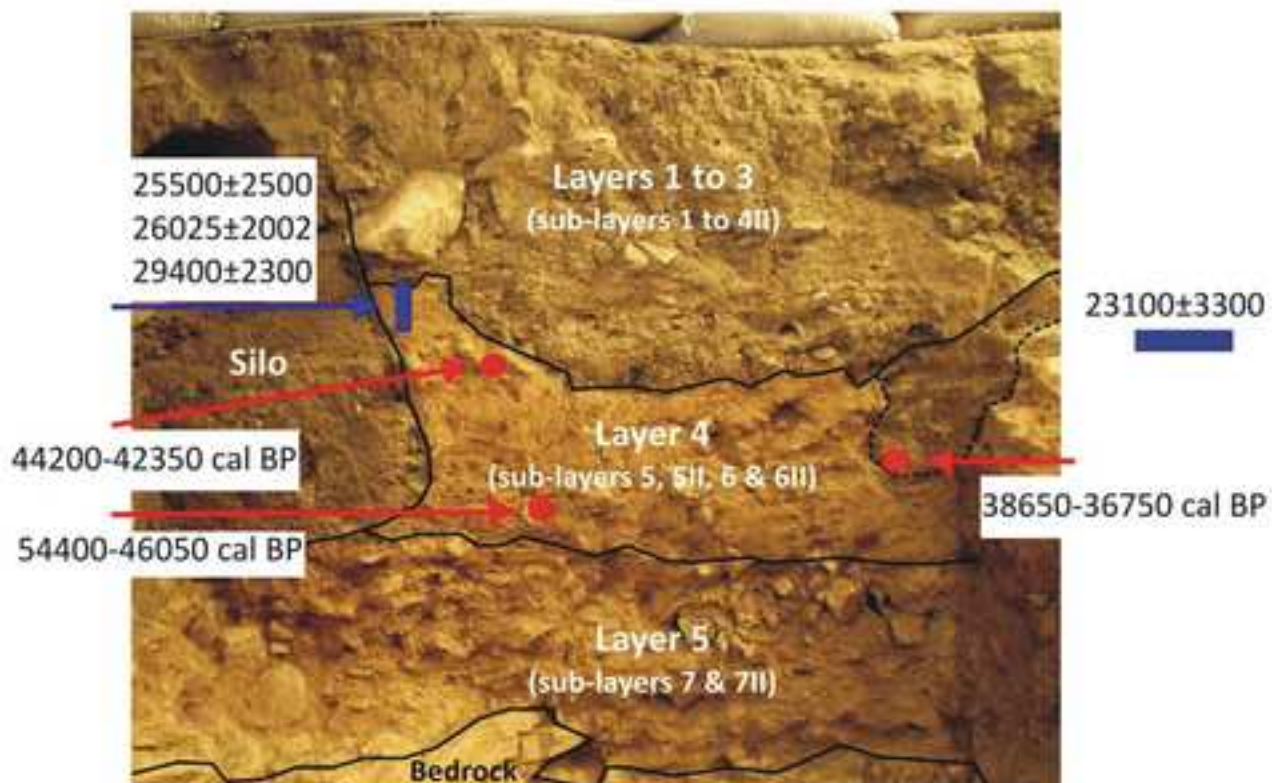 25500±2500
26025±2002
29400±2300
Layers 1 to 3
(sub-layers 1 to 4II)
23100±3300
Silo
44200-42350 cal BP
Layer 4
(sub-layers 5, 5II, 6 & 6II)
38650-36750 cal BP
54400-46050 cal BP
Layer 5
(sub-layers 7 & 7II)
Bedrock